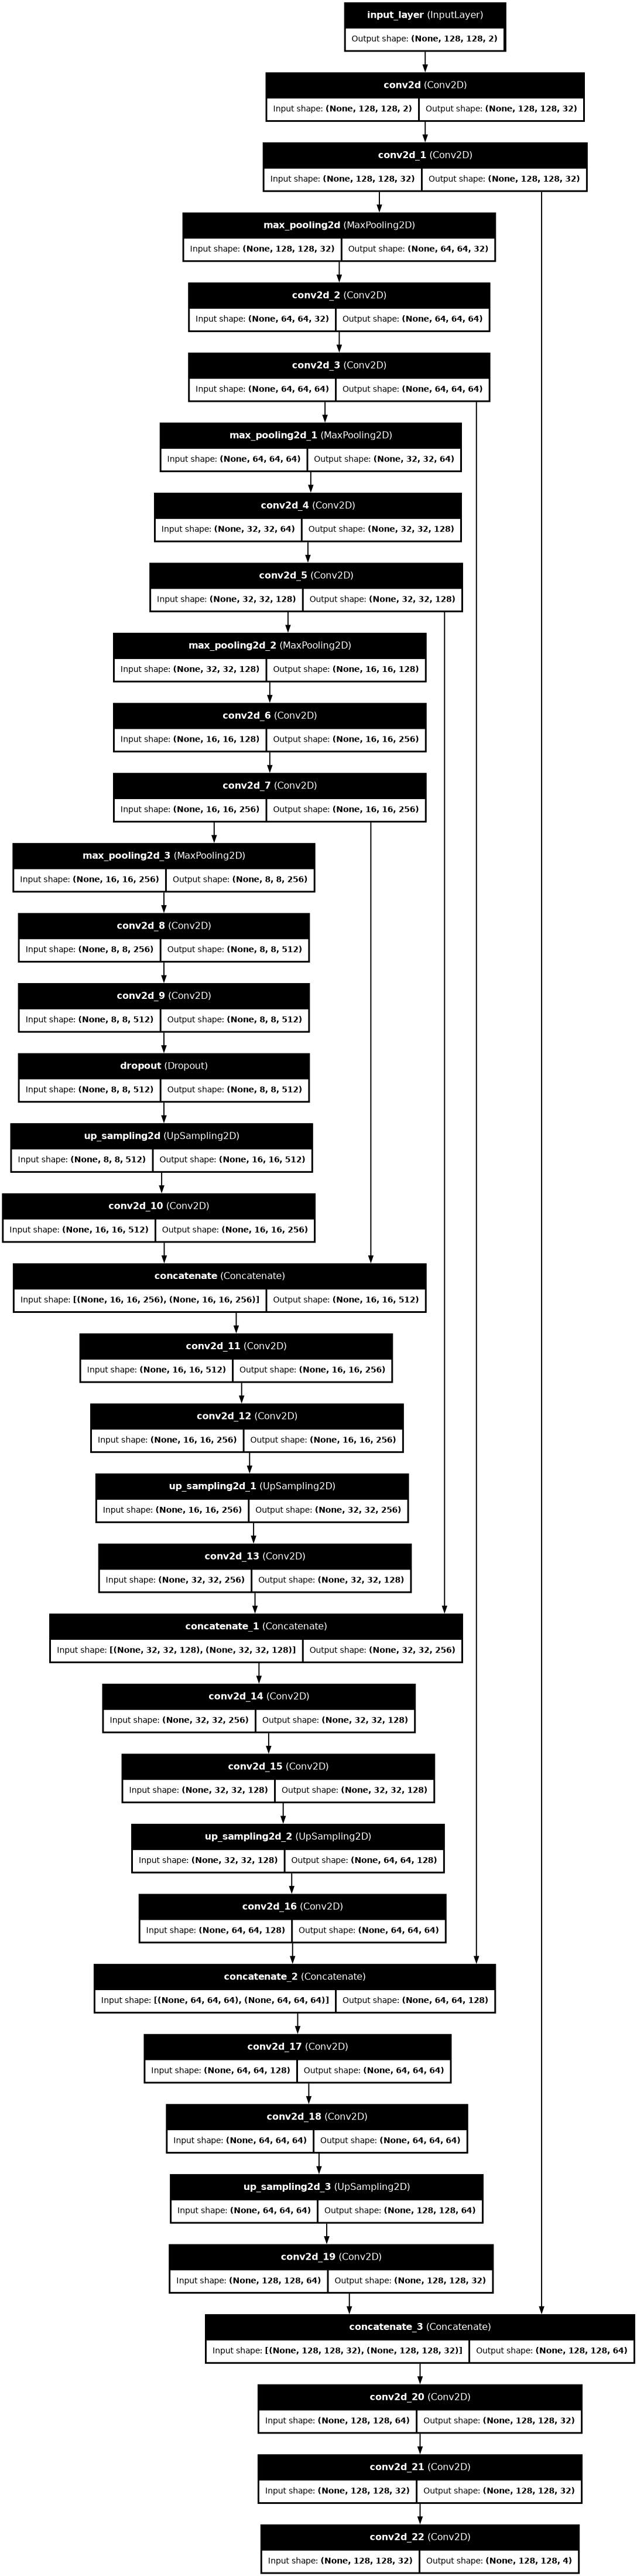 input_layer (InputLayer)
Output shape: (None, 128, 128, 2)
conv2d (Conv2D)
Input shape: (None, 128, 128, 2) Output shape: (None, 128, 128, 32)
conv2d_1 (Conv2D)
Input shape: (None, 128, 128, 32) Output shape: (None, 128, 128, 32)
max_pooling2d (MaxPooling2D)
Input shape: (None, 128, 128, 32) Output shape: (None, 64, 64, 32)
conv2d_2 (Conv2D)
Input shape: (None, 64, 64, 32) Output shape: (None, 64, 64, 64)
conv2d_3 (Conv2D)
Input shape: (None, 64, 64, 64) Output shape: (None, 64, 64, 64)
max_pooling2d_1 (MaxPooling2D)
Input shape: (None, 64, 64, 64) Output shape: (None, 32, 32, 64)
conv2d_4 (Conv2D)
Input shape: (None, 32, 32, 64) Output shape: (None, 32, 32, 128)
conv2d_5 (Conv2D)
Input shape: (None, 32, 32, 128) Output shape: (None, 32, 32, 128)
max_pooling2d_2 (MaxPooling2D)
Input shape: (None, 32, 32, 128) Output shape: (None, 16, 16, 128)
conv2d_6 (Conv2D)
Input shape: (None, 16, 16, 128) Output shape: (None, 16, 16, 256)
conv2d_7 (Conv2D)
Input shape: (None, 16, 16, 256) Output shape: (None, 16, 16, 256)
max_pooling2d_3 (MaxPooling2D)
Input shape: (None, 16, 16, 256) Output shape: (None, 8, 8, 256)
conv2d_8 (Conv2D)
Input shape: (None, 8, 8, 256) Output shape: (None, 8, 8, 512)
conv2d_9 (Conv2D)
Input shape: (None, 8, 8, 512) Output shape: (None, 8, 8, 512)
dropout (Dropout)
Input shape: (None, 8, 8, 512) Output shape: (None, 8, 8, 512)
up_sampling2d (UpSampling2D)
Input shape: (None, 8, 8, 512) Output shape: (None, 16, 16, 512)
conv2d_10 (Conv2D)
Input shape: (None, 16, 16, 512) Output shape: (None, 16, 16, 256)
concatenate (Concatenate)
Input shape: [(None, 16, 16, 256), (None, 16, 16, 256)] Output shape: (None, 16, 16, 512)
conv2d_11 (Conv2D)
Input shape: (None, 16, 16, 512) Output shape: (None, 16, 16, 256)
conv2d_12 (Conv2D)
Input shape: (None, 16, 16, 256) Output shape: (None, 16, 16, 256)
up_sampling2d_1 (UpSampling2D)
Input shape: (None, 16, 16, 256) Output shape: (None, 32, 32, 256)
conv2d_13 (Conv2D)
Input shape: (None, 32, 32, 256) Output shape: (None, 32, 32, 128)
concatenate_1 (Concatenate)
Input shape: [(None, 32, 32, 128), (None, 32, 32, 128)] Output shape: (None, 32, 32, 256)
conv2d_14 (Conv2D)
Input shape: (None, 32, 32, 256) Output shape: (None, 32, 32, 128)
conv2d_15 (Conv2D)
Input shape: (None, 32, 32, 128) Output shape: (None, 32, 32, 128)
up_sampling2d_2 (UpSampling2D)
Input shape: (None, 32, 32, 128) Output shape: (None, 64, 64, 128)
conv2d_16 (Conv2D)
Input shape: (None, 64, 64, 128) Output shape: (None, 64, 64, 64)
concatenate_2 (Concatenate)
Input shape: [(None, 64, 64, 64), (None, 64, 64, 64)] Output shape: (None, 64, 64, 128)
conv2d_17 (Conv2D)
Input shape: (None, 64, 64, 128) Output shape: (None, 64, 64, 64)
conv2d_18 (Conv2D)
Input shape: (None, 64, 64, 64) Output shape: (None, 64, 64, 64)
up_sampling2d_3 (UpSampling2D)
Input shape: (None, 64, 64, 64) Output shape: (None, 128, 128, 64)
conv2d_19 (Conv2D)
Input shape: (None, 128, 128, 64) Output shape: (None, 128, 128, 32)
concatenate_3 (Concatenate)
Input shape: [(None, 128, 128, 32), (None, 128, 128, 32)] Output shape: (None, 128, 128, 64)
conv2d_20 (Conv2D)
Input shape: (None, 128, 128, 64) Output shape: (None, 128, 128, 32)
conv2d_21 (Conv2D)
Input shape: (None, 128, 128, 32) Output shape: (None, 128, 128, 32)
conv2d_22 (Conv2D)
Input shape: (None, 128, 128, 32) Output shape: (None, 128, 128, 4)